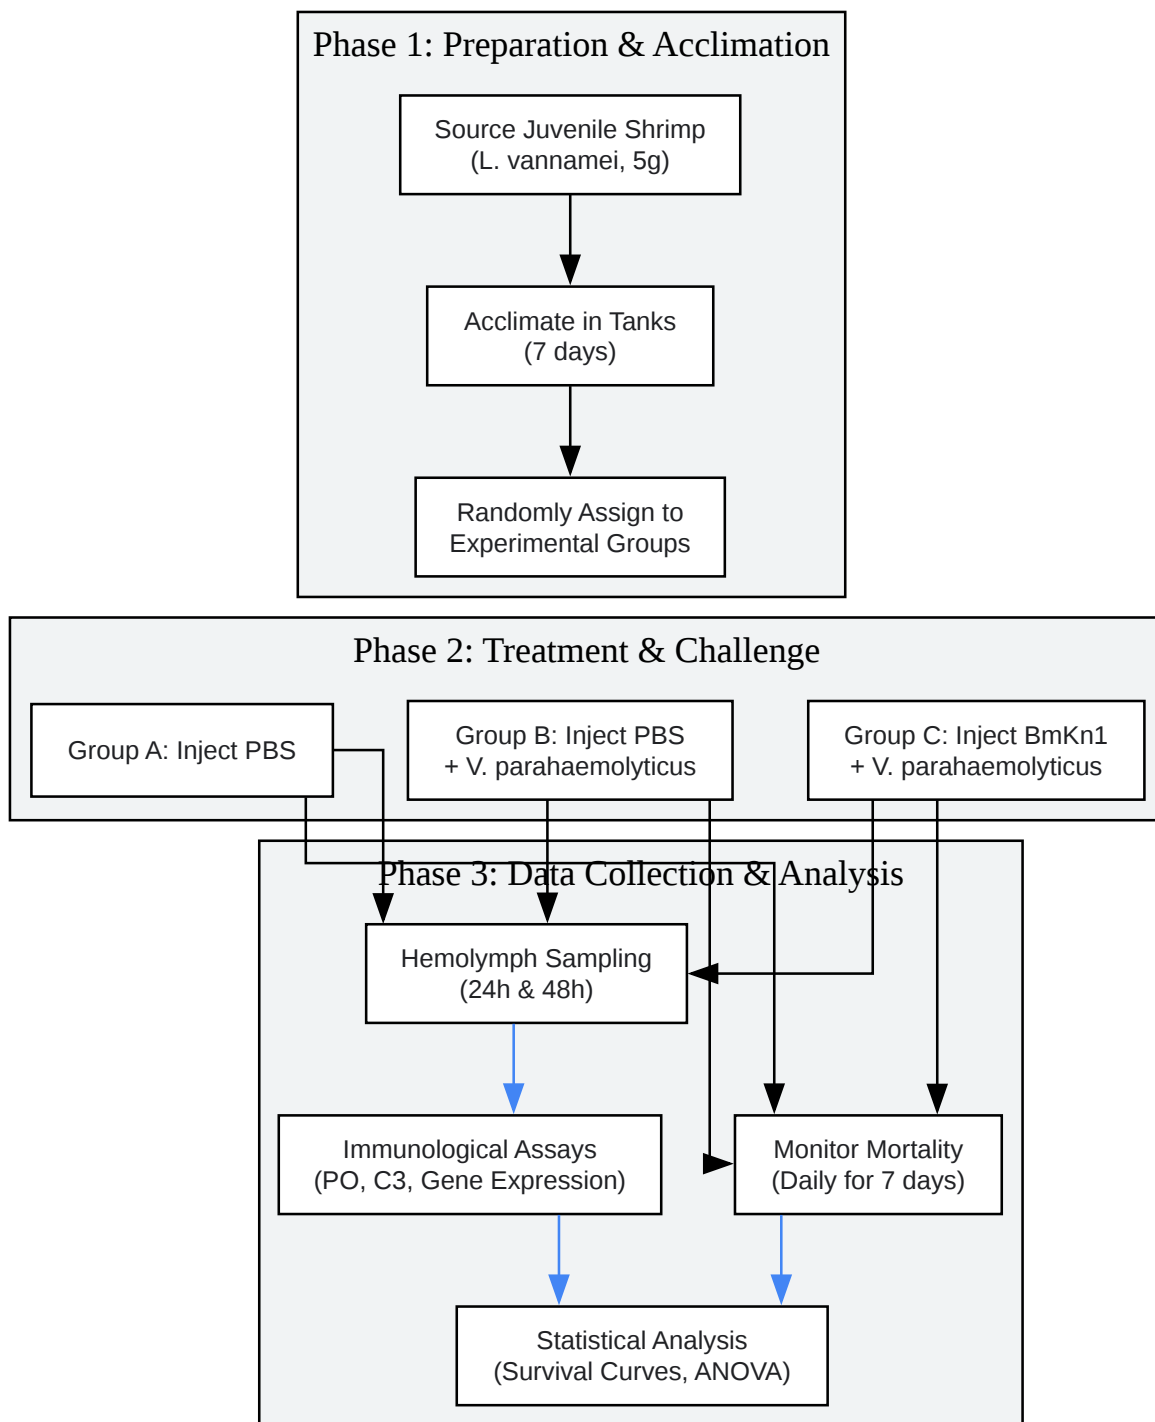 Phase 1: Preparation & Acclimation
Source Juvenile Shrimp
(L. vannamei, 5g)
Acclimate in Tanks
(7 days)
Randomly Assign to
Experimental Groups
Phase 2: Treatment & Challenge
Group A: Inject PBS
Group B: Inject PBS
+ V. parahaemolyticus
Group C: Inject BmKn1
+ V. parahaemolyticus
Phase 3: Data Collection & Analysis
Hemolymph Sampling
(24h & 48h)
Immunological Assays
(PO, C3, Gene Expression)
Monitor Mortality
(Daily for 7 days)
Statistical Analysis
(Survival Curves, ANOVA)